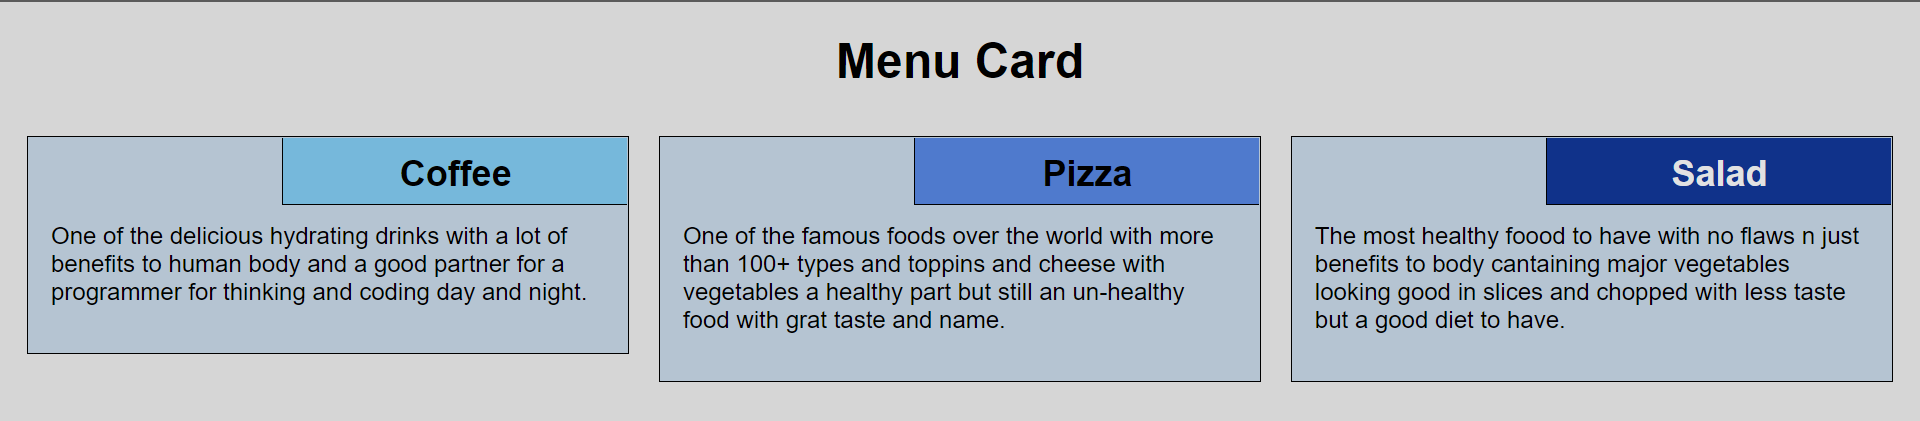 Menu Card
Coffee
One of the delicious hydrating drinks with a lot of
benefits to human body and a good partner for a
programmer for thinking and coding day and night.
Pizza
One of the famous foods over the world with more
than 100+ types and toppins and cheese with
vegetables a healthy part but still an un-healthy
food with grat taste and name.
Salad
The most healthy foood to have with no flaws n just
benefits to body cantaining major vegetables
looking good in slices and chopped with less taste
but a good diet to have.